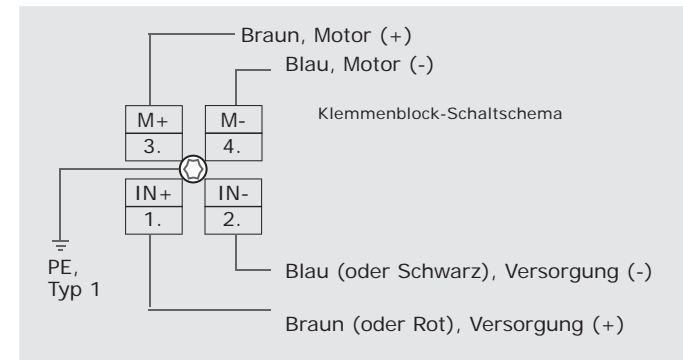 Braun, Motor (+)
Blau, Motor (-)
Klemmenblock-Schaltschema
M+ M-
3. 4.
IN+ IN-
1. 2.
PE,
Typ 1
Blau (oder Schwarz), Versorgung (-)
Braun (oder Rot), Versorgung (+)